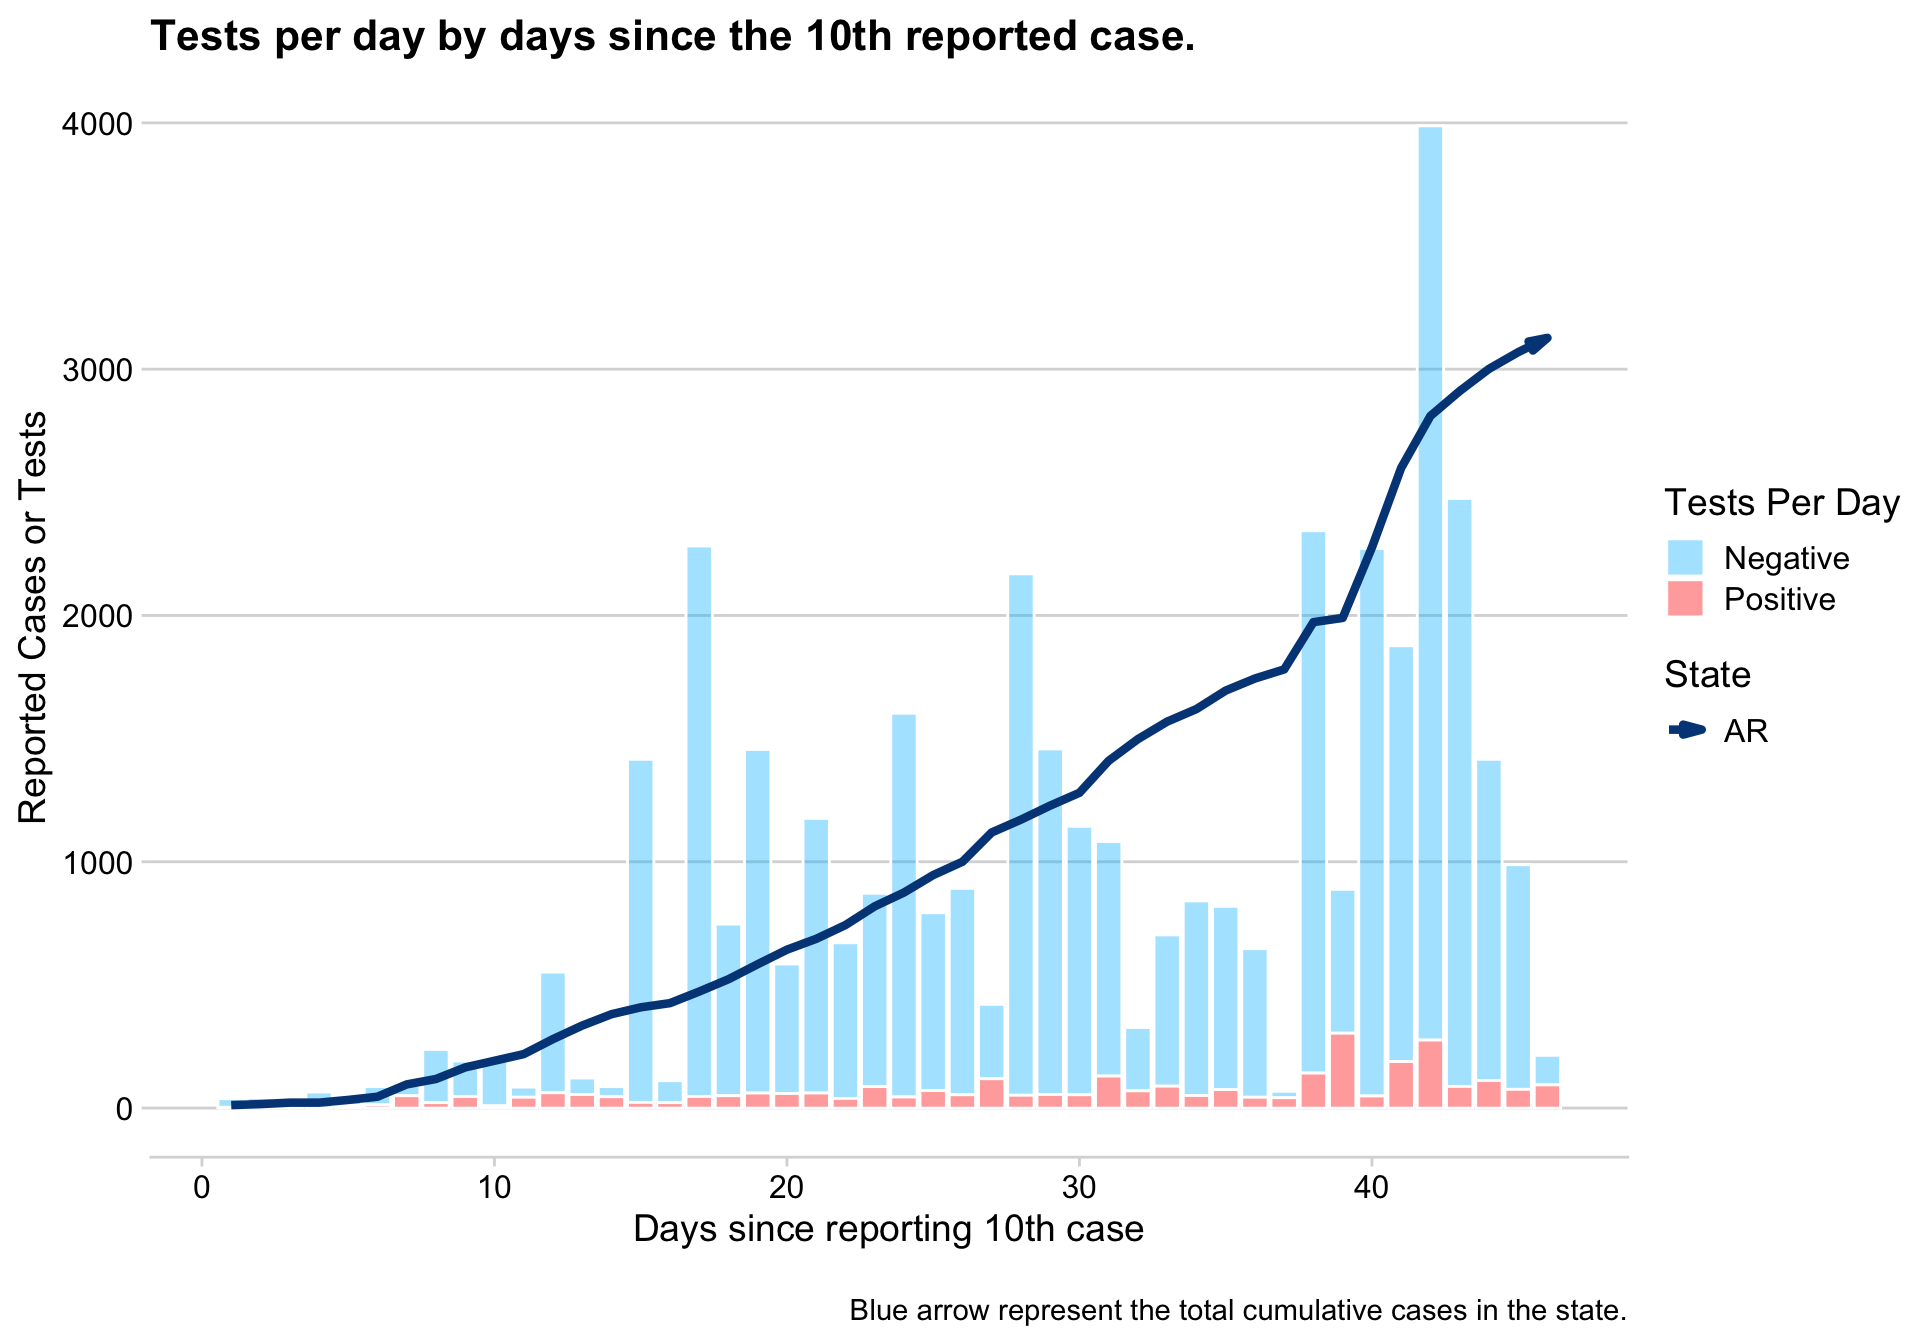 Tests per day by days since the 10th reported case.
4000
3000
2000
1000
0
Reported Cases or Tests
0 10 20 30 40
Days since reporting 10th case
Tests Per Day
Negative
Positive
State
AR
Blue arrow represent the total cumulative cases in the state.